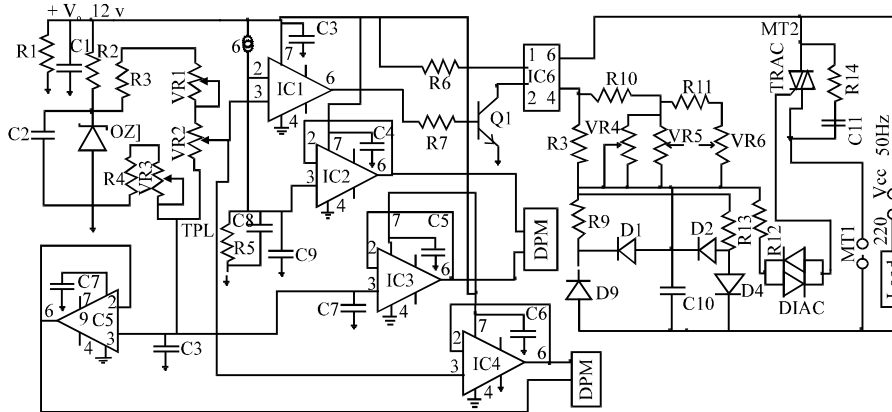 + V₀ 12 v
R1
C1
R2
R3
VR1
6
2
3
7
C3
IC1
6
4
R6
R7
Q1
1 6
IC6
2 4
R10
R11
R3
VR4
VR5
VR6
MT2
TRAC
R14
C11
Vcc 50Hz
220
C2
OZJ
VR2
R4
VR3
2
7
C4
3
IC2
6
4
TPL
R5
C8
C9
7
C5
2
3
IC3
6
4
DPM
R9
D1
D2
R13
R12
MT1
D9
C10
D4
DIAC
C7
7
2
6
9 C5
3
4
C3
C7
7
C6
2
3
IC4
6
4
DPM